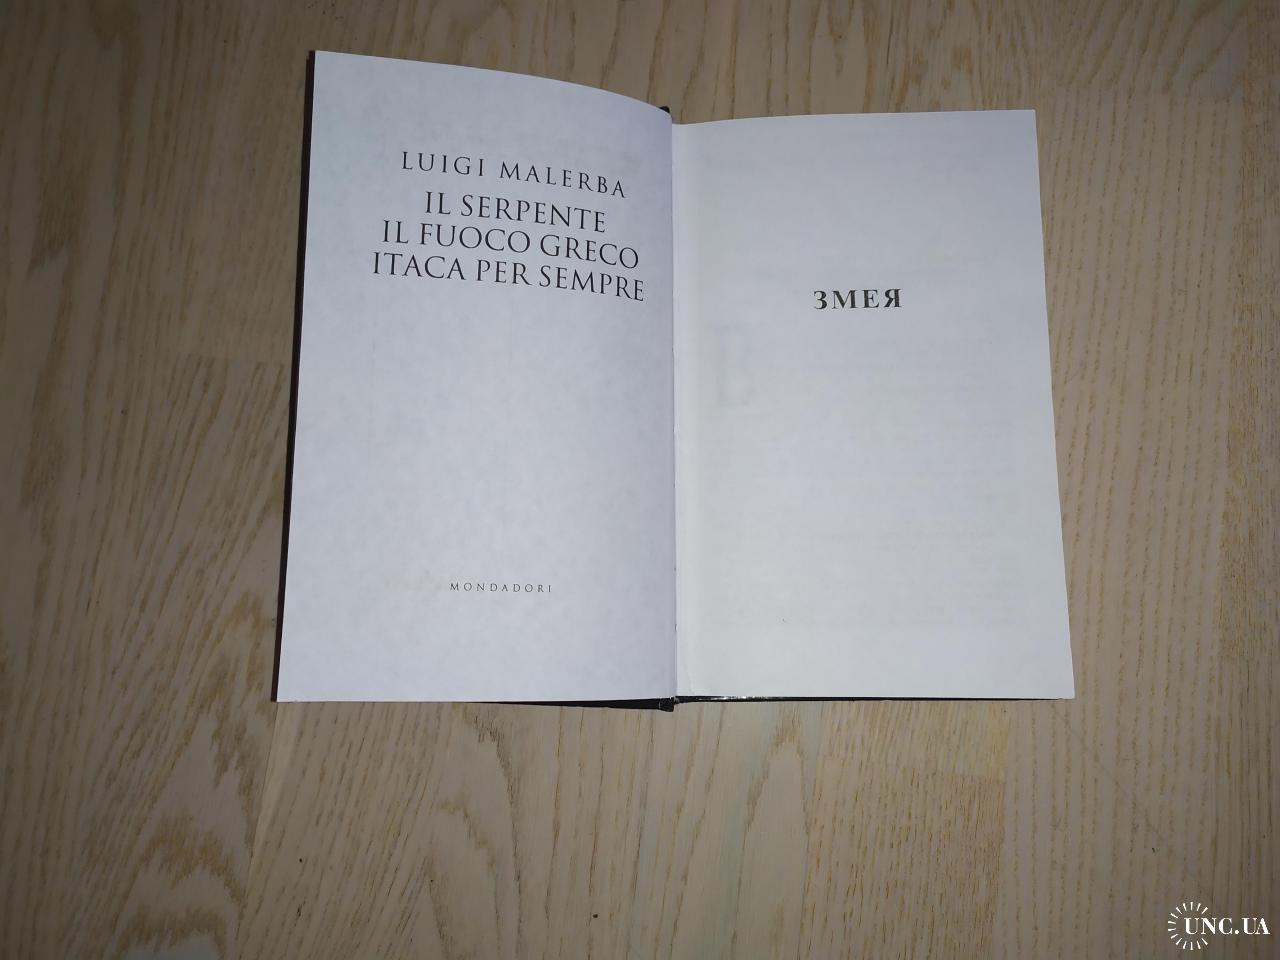 LUIGI MALERBA
IL SERPENTE
IL FUOCO GRECO
ITACA PER SEMPRE
MONDADORI
ЗМЕЯ
UNC.UA